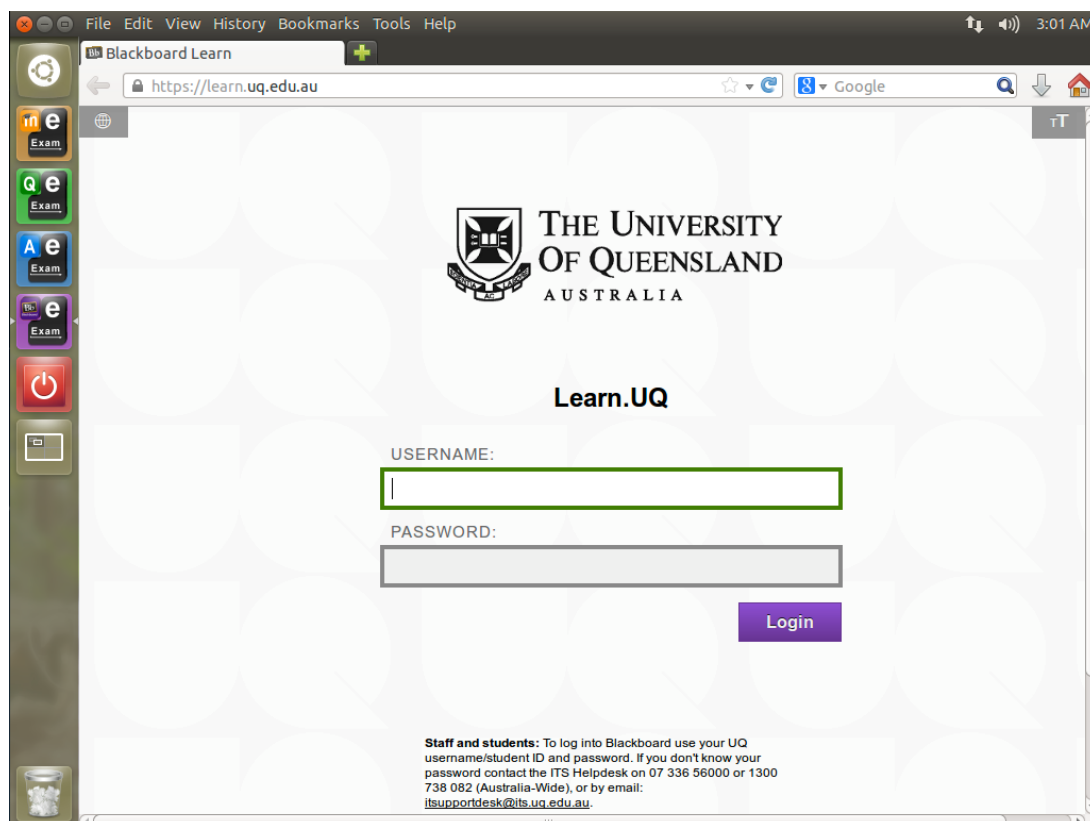 File Edit View History Bookmarks Tools Help 3:01 AM
Blackboard Learn
https://learn.uq.edu.au Google
TT
m e
Exam
Q e
Exam
A e
Exam
Bb e
Exam
THE UNIVERSITY
OF QUEENSLAND
AUSTRALIA
Learn.UQ
USERNAME:
PASSWORD:
Login
Staff and students: To log into Blackboard use your UQ
username/student ID and password. If you don't know your
password contact the ITS Helpdesk on 07 336 56000 or 1300
738 082 (Australia-Wide), or by email:
itsupportdesk@its.uq.edu.au.